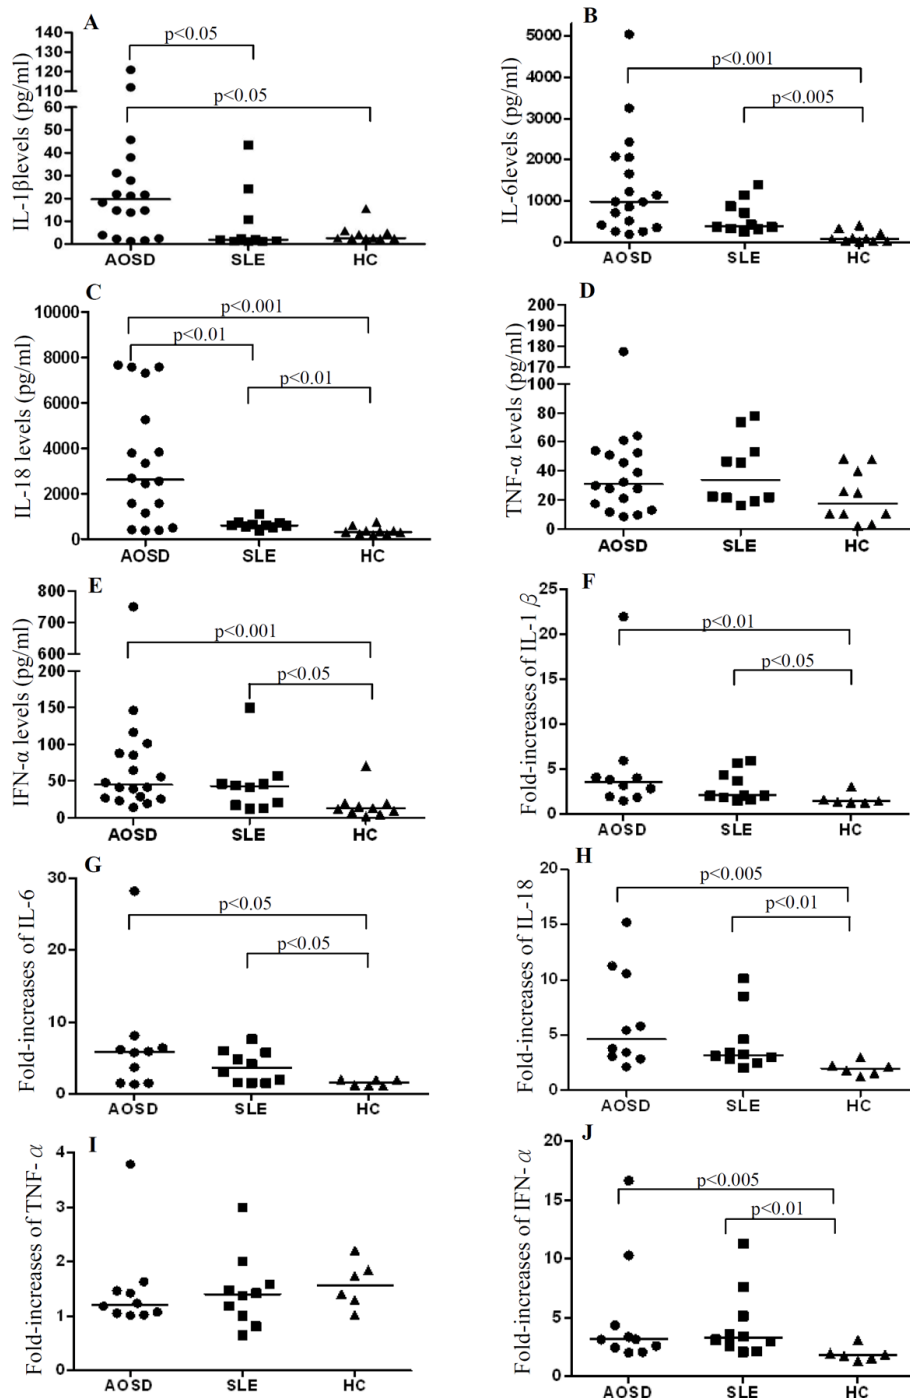 A
IL-1βlevels (pg/ml)
140
130
120
110
100
90
60
50
40
30
20
10
0
p<0.05
p<0.05
AOSD SLE HC
B
IL-6levels (pg/ml)
5000
4000
3000
2000
1000
0
p<0.001
p<0.005
AOSD SLE HC
C
IL-18 levels (pg/ml)
10000
8000
6000
4000
2000
0
p<0.001
p<0.01
p<0.01
AOSD SLE HC
D
TNF-α levels (pg/ml)
200
190
180
170
100
80
60
40
20
0
AOSD SLE HC
E
IFN-α levels (pg/ml)
800
700
600
200
150
100
50
0
p<0.001
p<0.05
AOSD SLE HC
F
Fold-increases of IL-1 β
25
20
15
10
5
0
p<0.01
p<0.05
AOSD SLE HC
G
Fold-increases of IL-6
30
20
10
0
p<0.05
p<0.05
AOSD SLE HC
H
Fold-increases of IL-18
20
15
10
5
0
p<0.005
p<0.01
AOSD SLE HC
I
Fold-increases of TNF- α
4
3
2
1
0
AOSD SLE HC
J
Fold-increases of IFN- α
20
15
10
5
0
p<0.005
p<0.01
AOSD SLE HC